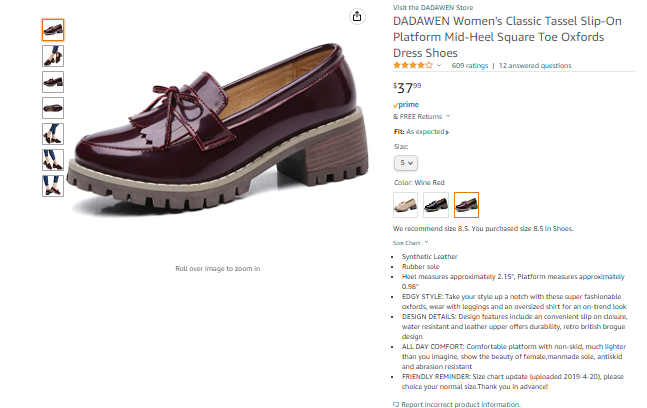 Visit the DADAWEN Store
DADAWEN Women's Classic Tassel Slip-On
Platform Mid-Heel Square Toe Oxfords
Dress Shoes
609 ratings | 12 answered questions
$3799
prime
& FREE Returns
Fit: As expected
Size:
5
Color: Wine Red
We recommend size 8.5. You purchased size 8.5 in Shoes.
Size Chart
Synthetic Leather
Rubber sole
Heel measures approximately 2.15", Platform measures approximately
0.98"
EDGY STYLE: Take your style up a notch with these super fashionable
oxfords, wear with leggings and an oversized shirt for an on-trend look
DESIGN DETAILS: Design features include an convenient slip on closure,
water resistant and leather upper offers durability, retro british brogue
design
ALL DAY COMFORT: Comfortable platform with non-skid, much lighter
than you imagine, show the beauty of female,manmade sole, antiskid
and abrasion resistant
FRIENDLY REMINDER: Size chart update (uploaded 2019-4-20), please
choose your normal size.Thank you in advance!
Report incorrect product information.
Roll over image to zoom in